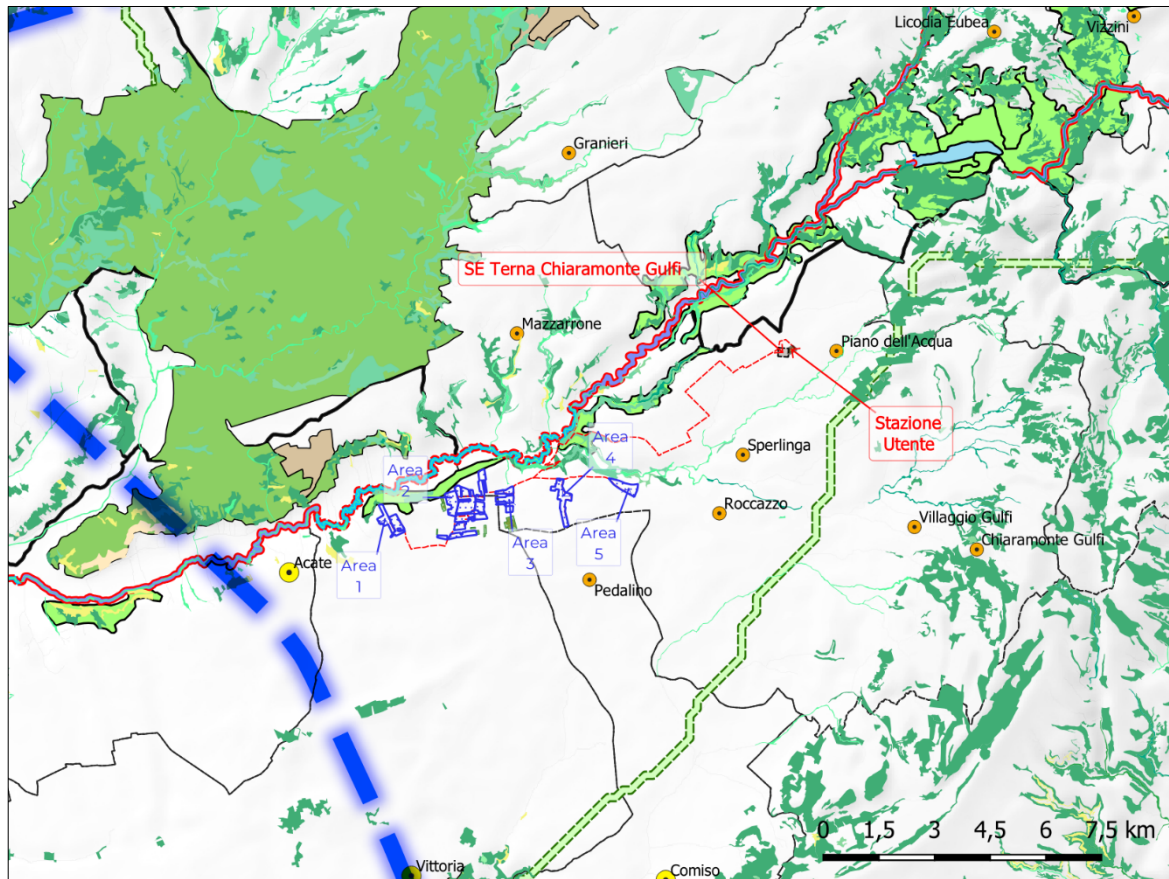 Licodia Eubea
Vizzini
Granieri
SE Terna Chiaramonte Gulfi
Mazzarrone
Piano dell'Acqua
Stazione
Utente
Area
4
Sperlinga
Area
2
Roccazzo
Villaggio Gulfi
Chiaramonte Gulfi
Area
5
Area
3
Acate
Area
1
Pedalino
0 1,5 3 4,5 6 7,5 km
Vittoria
Comiso